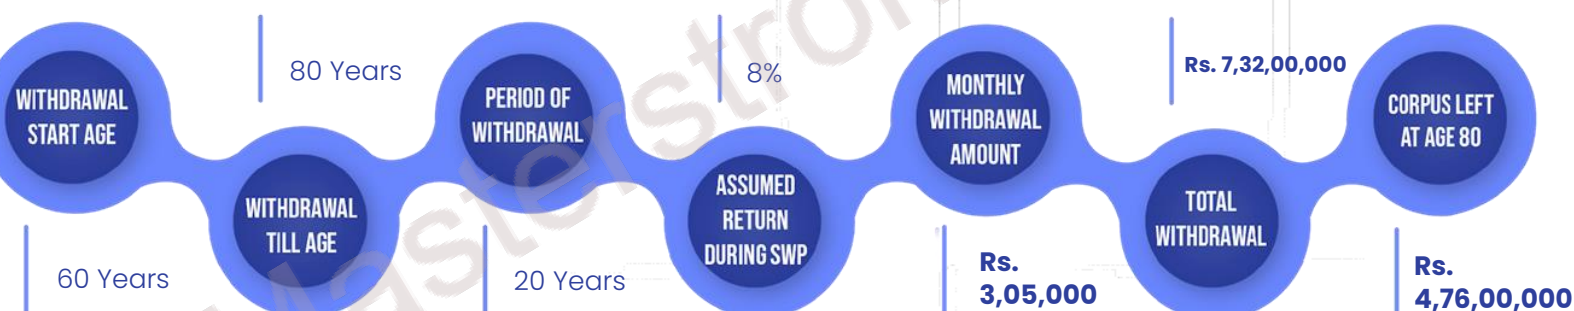 WITHDRAWAL
START AGE
60 Years
80 Years
WITHDRAWAL
TILL AGE
PERIOD OF
WITHDRAWAL
20 Years
8%
ASSUMED
RETURN
DURING SWP
MONTHLY
WITHDRAWAL
AMOUNT
Rs.
3,05,000
Rs. 7,32,00,000
TOTAL
WITHDRAWAL
CORPUS LEFT
AT AGE 80
Rs.
4,76,00,000